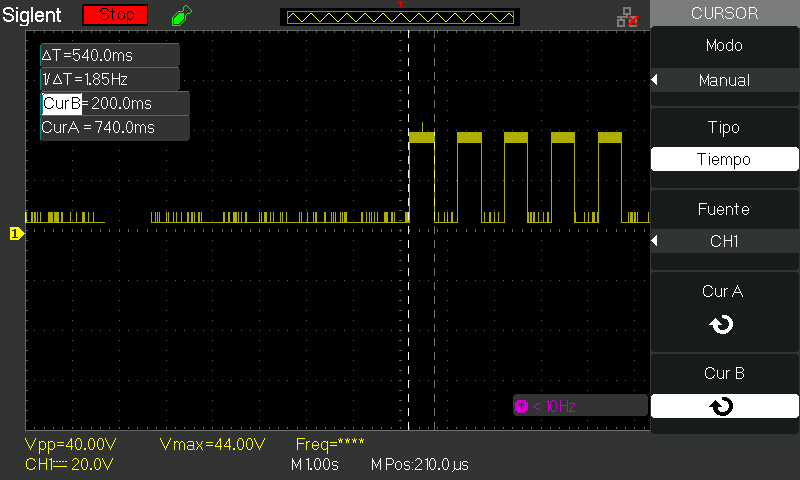 Siglent Stop
CURSOR
ΔT=540.0ms
1/ΔT=1.85Hz
CurB=200.0ms
CurA=740.0ms
Modo
Manual
Tipo
Tiempo
Fuente
CH1
Cur A
Cur B
1
T < 10Hz
Vpp=40.00V Vmax=44.00V Freq=****
CH1 20.0V M 1.00s M Pos:210.0μs